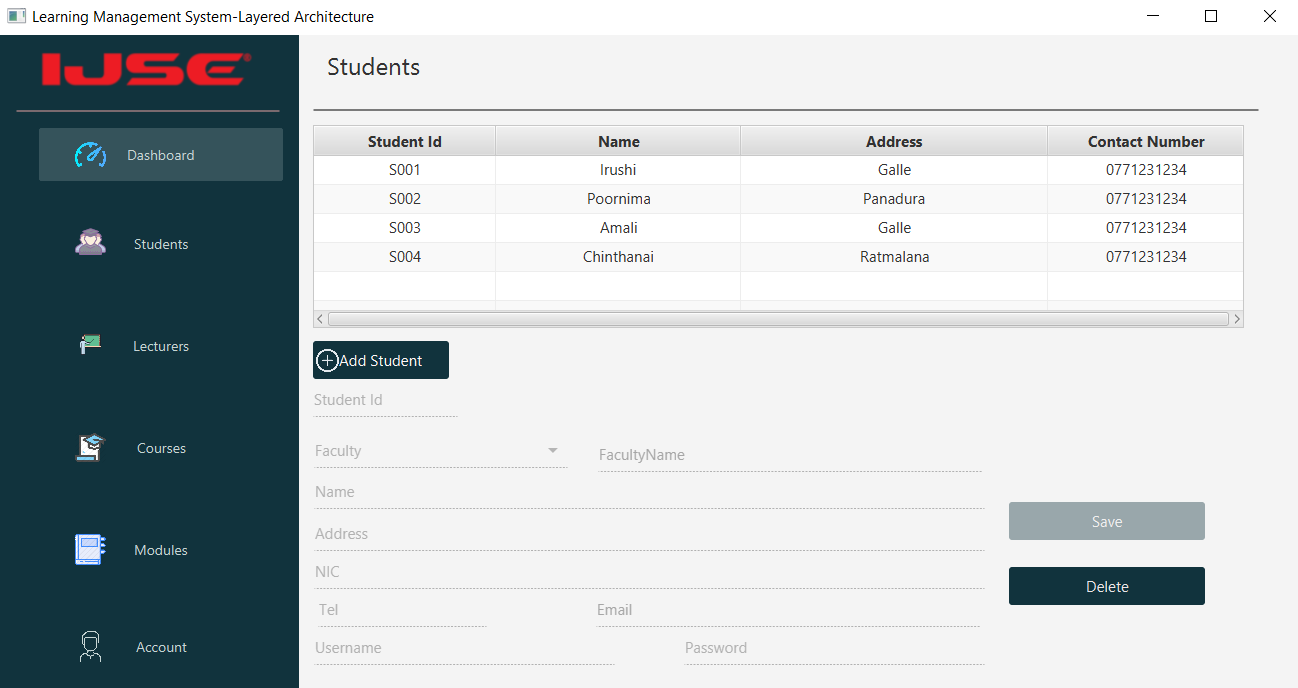 Learning Management System-Layered Architecture
IJSE®
Dashboard
Students
Lecturers
Courses
Modules
Account
Students
Student Id Name Address Contact Number
S001 Irushi Galle 0771231234
S002 Poornima Panadura 0771231234
S003 Amali Galle 0771231234
S004 Chinthanai Ratmalana 0771231234
Add Student
Student Id
Faculty FacultyName
Name
Address
NIC
Tel Email
Username Password
Save
Delete